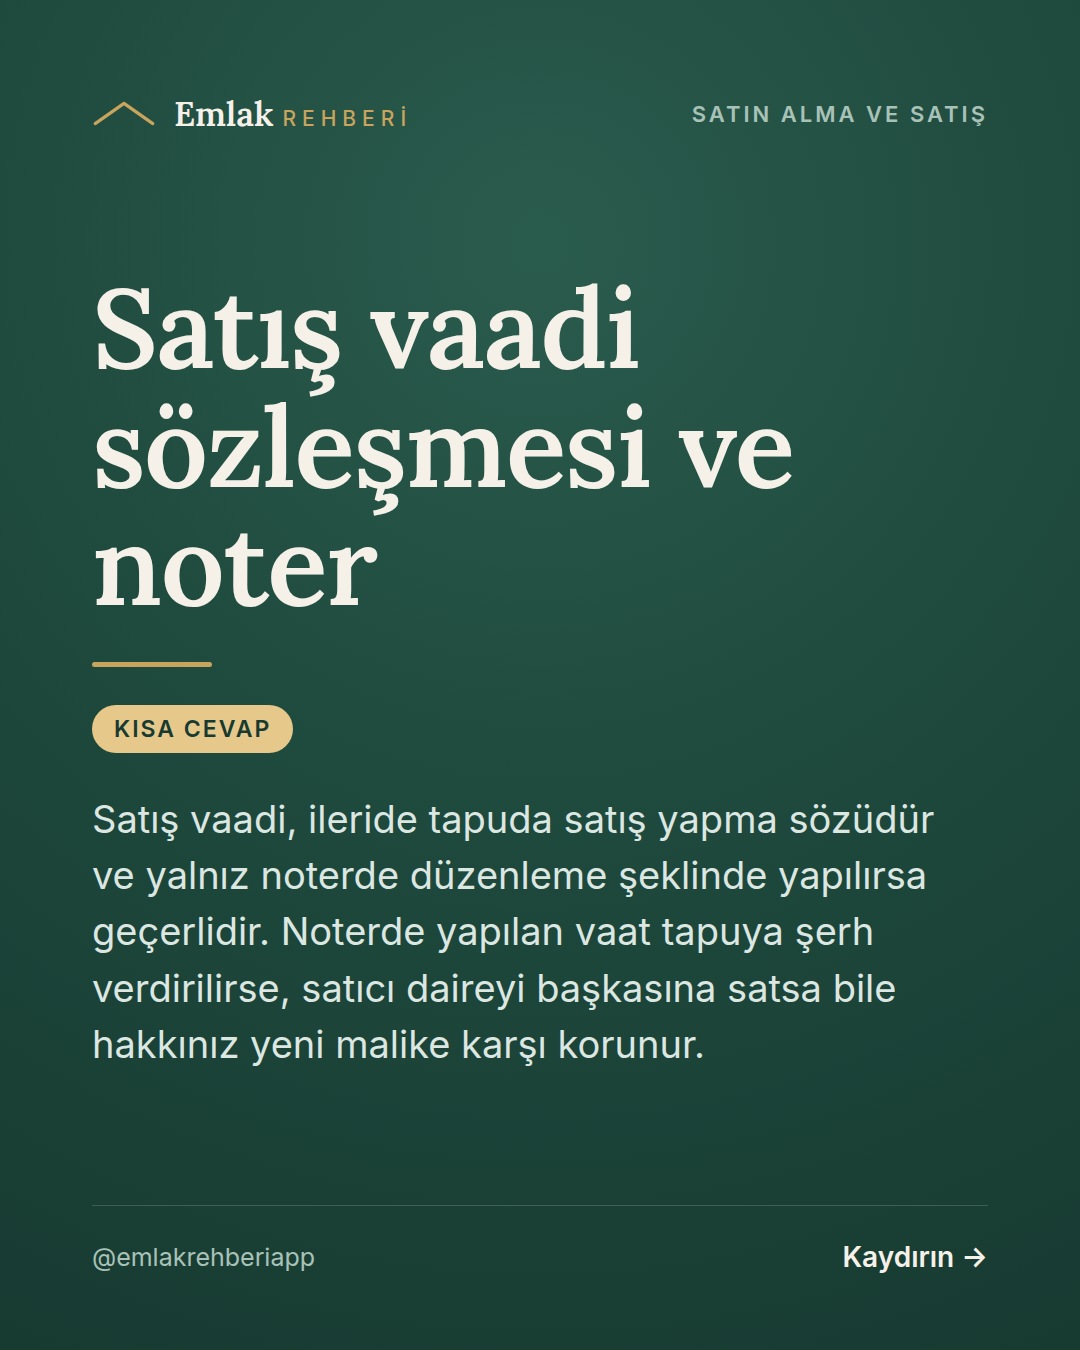 Emlak REHBERİ
SATIN ALMA VE SATIŞ
Satış vaadi
sözleşmesi ve
noter
KISA CEVAP
Satış vaadi, ileride tapuda satış yapma sözüdür
ve yalnız noterde düzenleme şeklinde yapılırsa
geçerlidir. Noterde yapılan vaat tapuya şerh
verdirilirse, satıcı daireyi başkasına satsa bile
hakkınız yeni malike karşı korunur.
@emlakrehberiapp
Kaydırın →